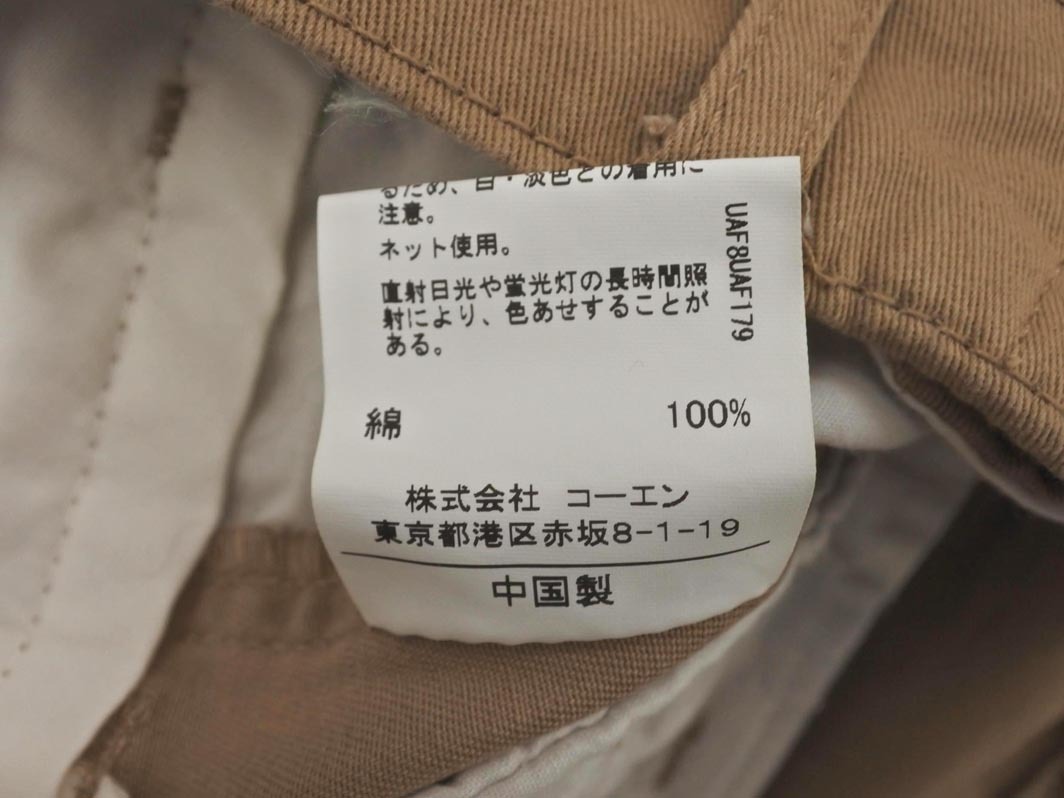 るため、白・淡色との着用に
注意。
ネット使用。
直射日光や蛍光灯の長時間照
射により、色あせすることが
ある。
UAF8UAF179
綿 100%
株式会社 コーエン
東京都港区赤坂8-1-19
中国製